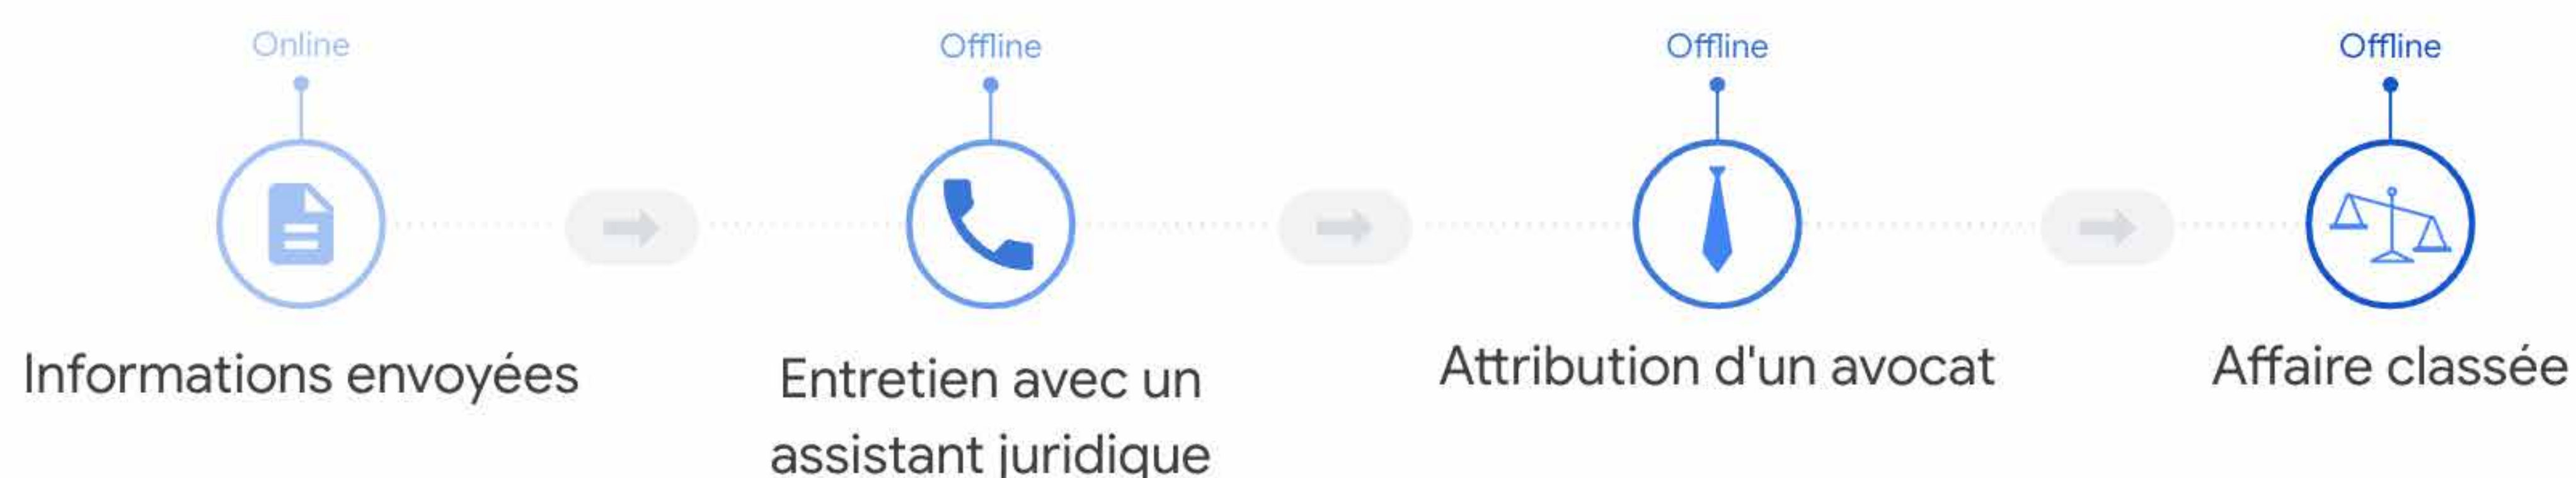 Online
Offline
Offline
Offline
Informations envoyées
Entretien avec un
assistant juridique
Attribution d'un avocat
Affaire classée